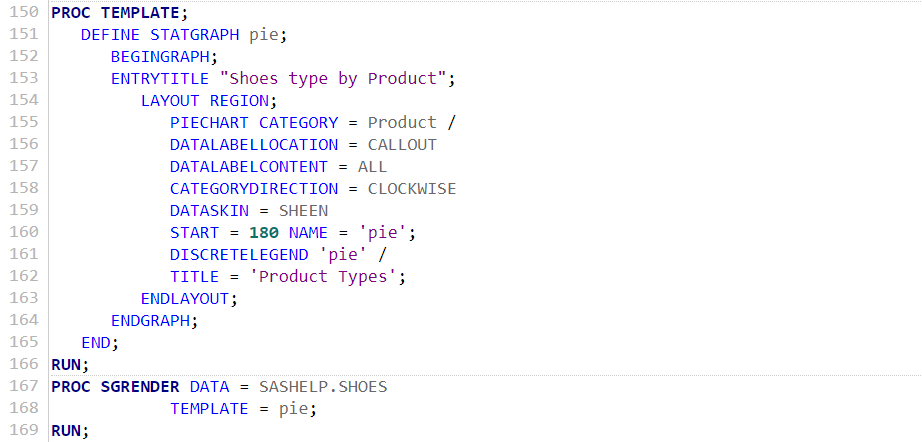 150 PROC TEMPLATE;
151 DEFINE STATGRAPH pie;
152 BEGINGRAPH;
153 ENTRYTITLE "Shoes type by Product";
154 LAYOUT REGION;
155 PIECHART CATEGORY = Product /
156 DATALABELLOCATION = CALLOUT
157 DATALABELCONTENT = ALL
158 CATEGORYDIRECTION = CLOCKWISE
159 DATASKIN = SHEEN
160 START = 180 NAME = 'pie';
161 DISCRETELEGEND 'pie' /
162 TITLE = 'Product Types';
163 ENDLAYOUT;
164 ENDGRAPH;
165 END;
166 RUN;
167 PROC SGRENDER DATA = SASHELP.SHOES
168 TEMPLATE = pie;
169 RUN;